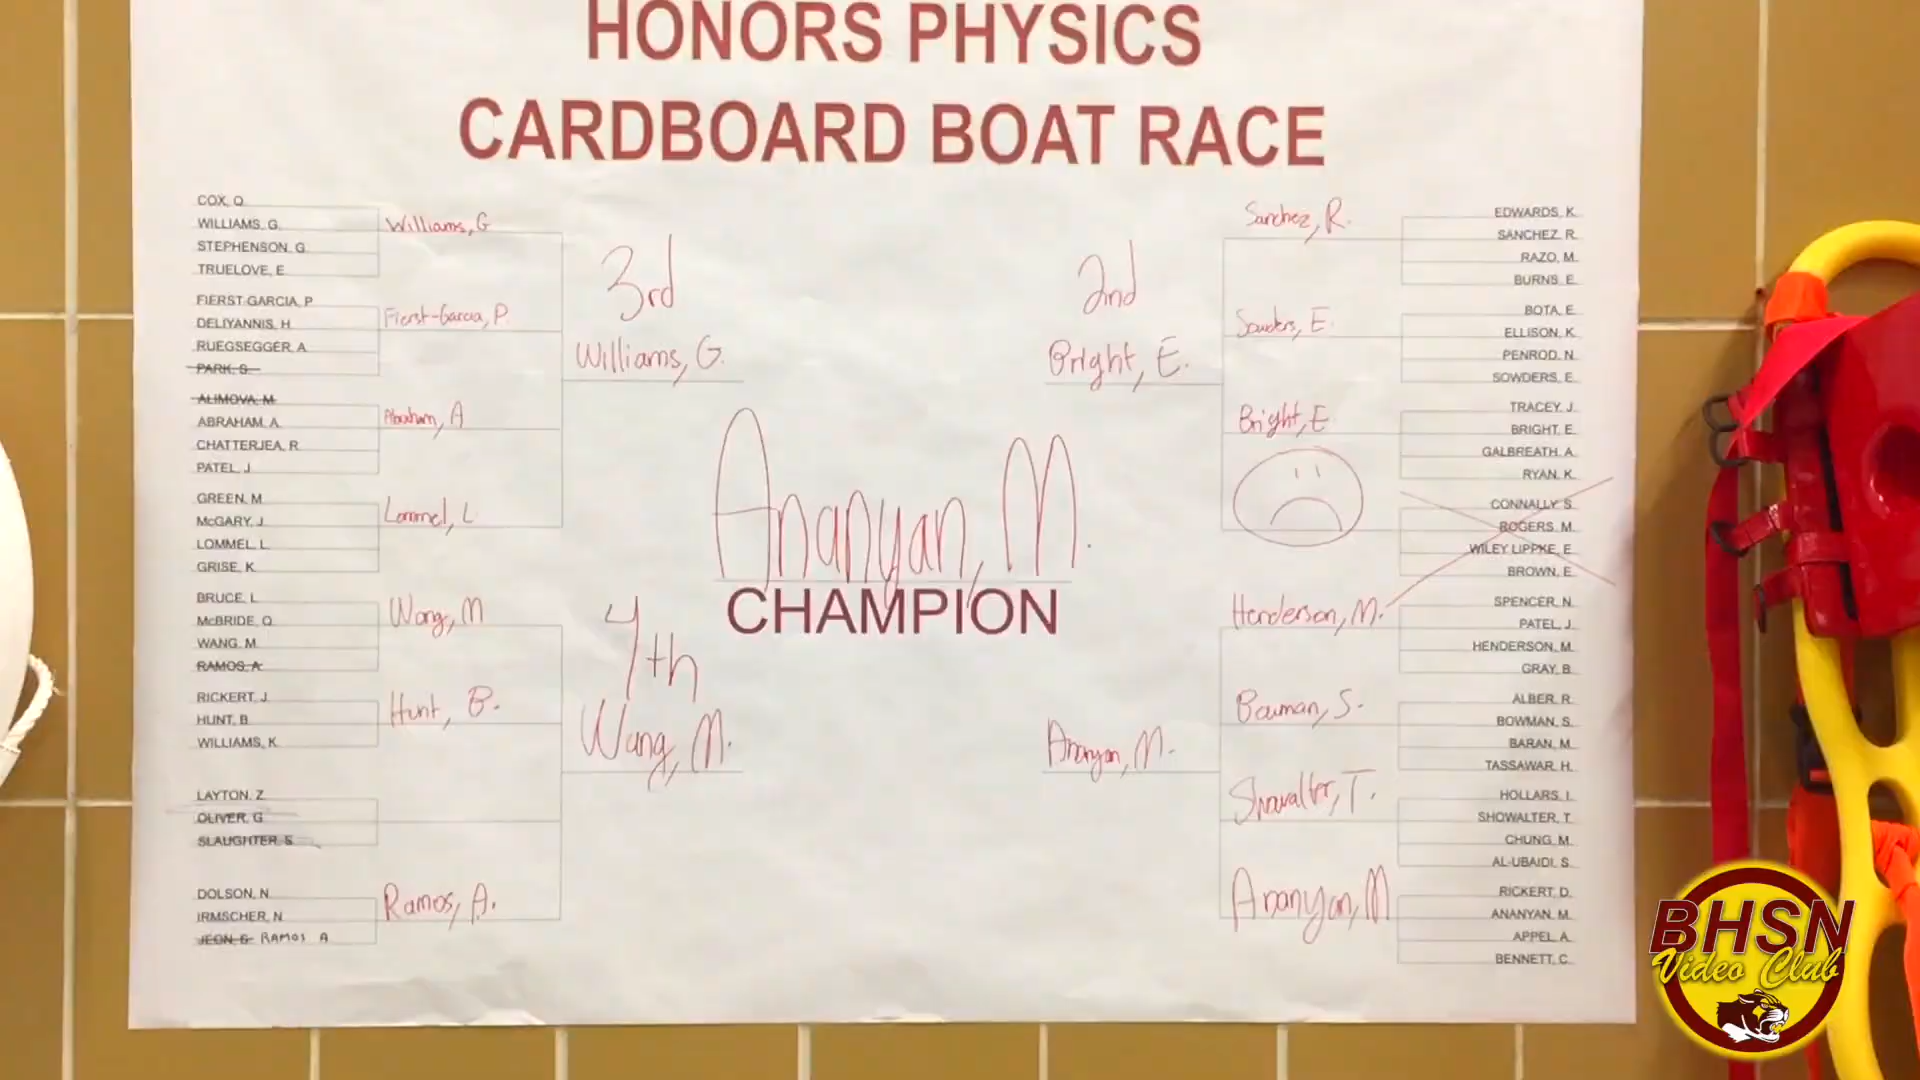 HONORS PHYSICS
CARDBOARD BOAT RACE
COX, Q.
WILLIAMS, G.
STEPHENSON, G.
TRUELOVE, E.
FIERST-GARCIA, P
DELIYANNIS, H.
RUEGSEGGER, A.
PARK, S.
ALIMOVA, M.
ABRAHAM, A.
CHATTERJEA, R.
PATEL, J.
GREEN, M.
McGARY, J.
LOMMEL, L.
GRISE, K.
BRUCE, L.
McBRIDE, Q.
WANG, M.
RAMOS, A.
RICKERT, J.
HUNT, B.
WILLIAMS, K.
LAYTON, Z.
OLIVER, G.
SLAUGHTER, S.
DOLSON, N.
IRMSCHER, N.
JEON, G. RAMOS A
Williams, G
Fierst-Garcia, P.
Abraham, A
Lommel, L
Wang, M
Hunt, B.
Ramos, A.
3rd
Williams, G.
4th
Wang, M.
Ananyan, M.
CHAMPION
2nd
Bright, E.
Ananyan, M.
Sanchez, R.
Sowders, E.
Bright, E
Henderson, M.
Bowman, S.
Showalter, T.
Ananyan, M
EDWARDS, K.
SANCHEZ, R.
RAZO, M.
BURNS, E.
BOTA, E.
ELLISON, K.
PENROD, N.
SOWDERS, E.
TRACEY, J.
BRIGHT, E.
GALBREATH, A.
RYAN, K.
CONNALLY, S.
ROGERS, M.
WILEY LIPPKE, E.
BROWN, E.
SPENCER, N.
PATEL, J.
HENDERSON, M.
GRAY, B.
ALBER, R.
BOWMAN, S.
BARAN, M.
TASSAWAR, H.
HOLLARS, I.
SHOWALTER, T.
CHUNG, M.
AL-UBAIDI, S.
RICKERT, D.
ANANYAN, M.
APPEL, A.
BENNETT, C.
BHSN
Video Club